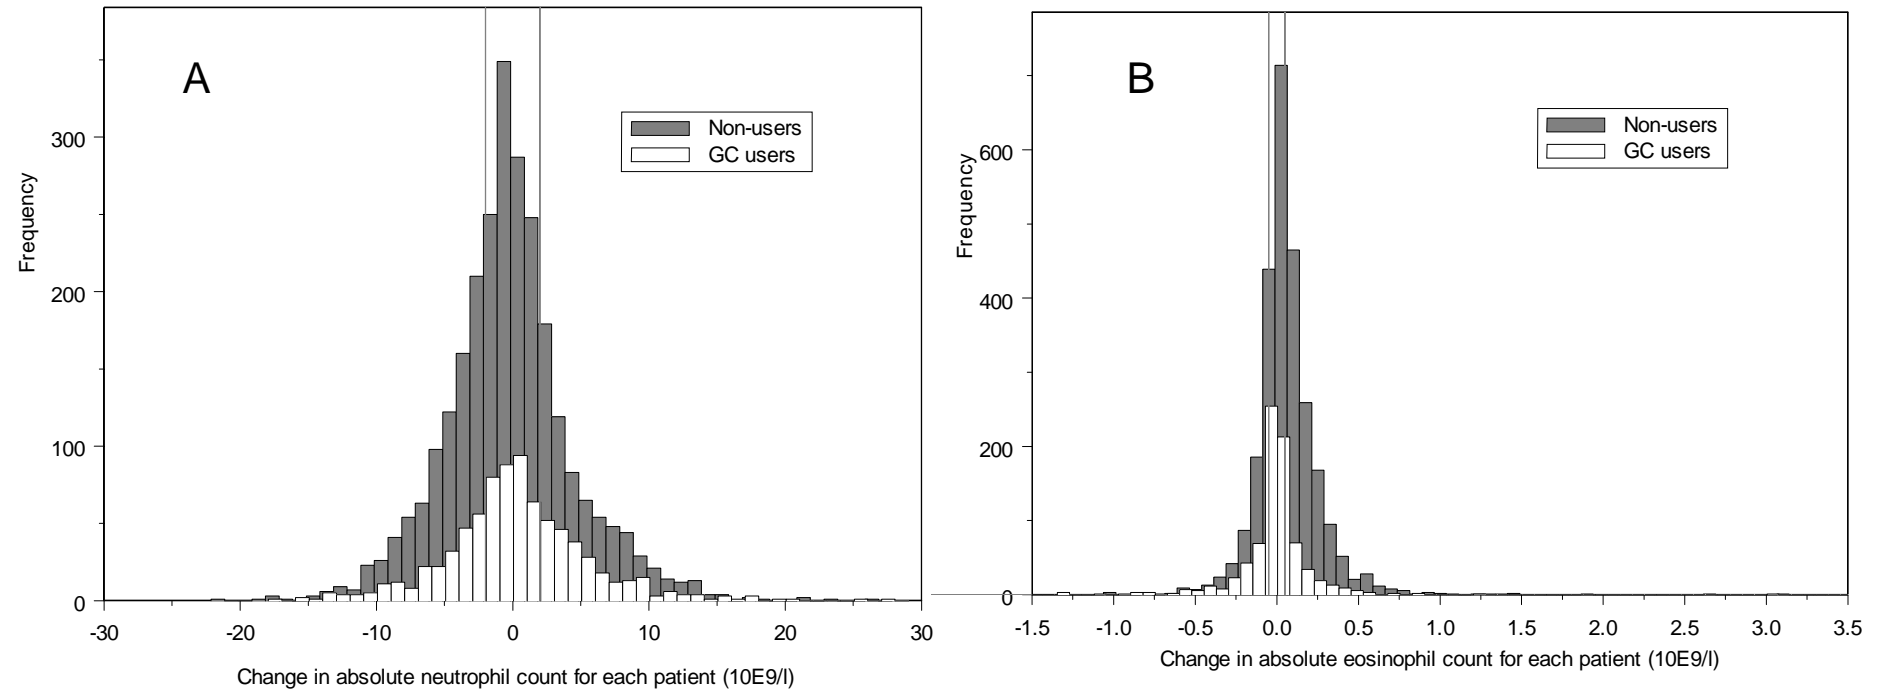 A
Non-users
GC users
Frequency
300
200
100
0
-30 -20 -10 0 10 20 30
Change in absolute neutrophil count for each patient (10E9/l)
B
Non-users
GC users
Frequency
600
400
200
0
-1.5 -1.0 -0.5 0.0 0.5 1.0 1.5 2.0 2.5 3.0 3.5
Change in absolute eosinophil count for each patient (10E9/l)